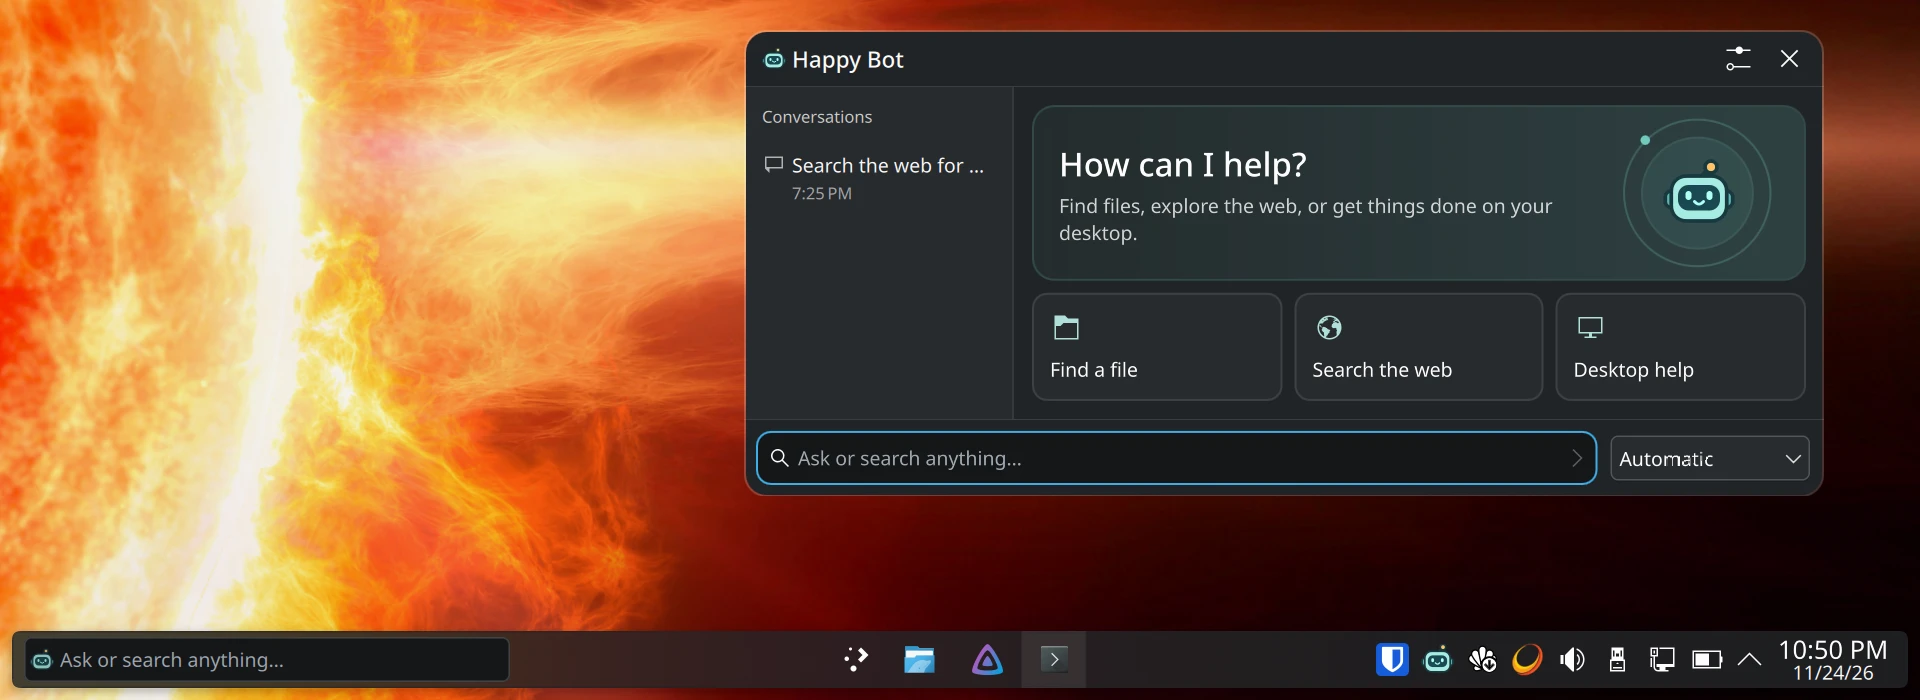 Happy Bot
Conversations
Search the web for ...
7:25 PM
How can I help?
Find files, explore the web, or get things done on your
desktop.
Find a file
Search the web
Desktop help
Ask or search anything...
Automatic
Ask or search anything...
10:50 PM
11/24/26